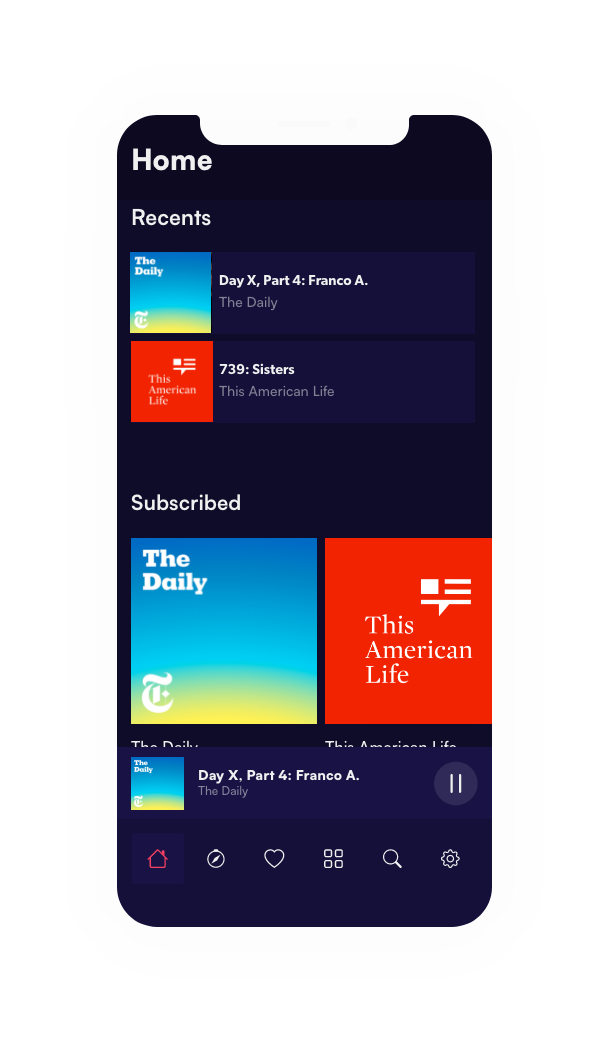 Home
Recents
The
Daily
Day X, Part 4: Franco A.
The Daily
This
American
Life
739: Sisters
This American Life
Subscribed
The
Daily
This
American
Life
The Daily
This American Life
The
Daily
Day X, Part 4: Franco A.
The Daily